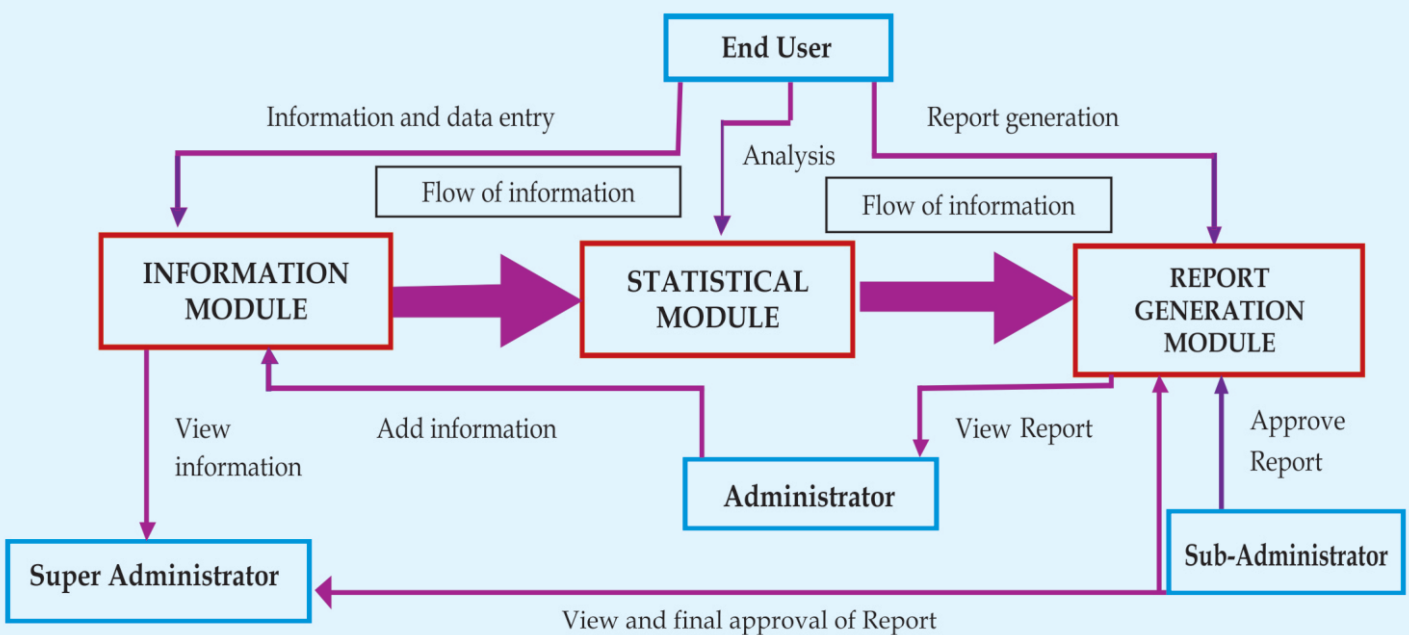 End User
Information and data entry
Report generation
Analysis
Flow of information
Flow of information
INFORMATION
MODULE
STATISTICAL
MODULE
REPORT
GENERATION
MODULE
View
information
Add information
View Report
Approve
Report
Administrator
Sub-Administrator
Super Administrator
View and final approval of Report